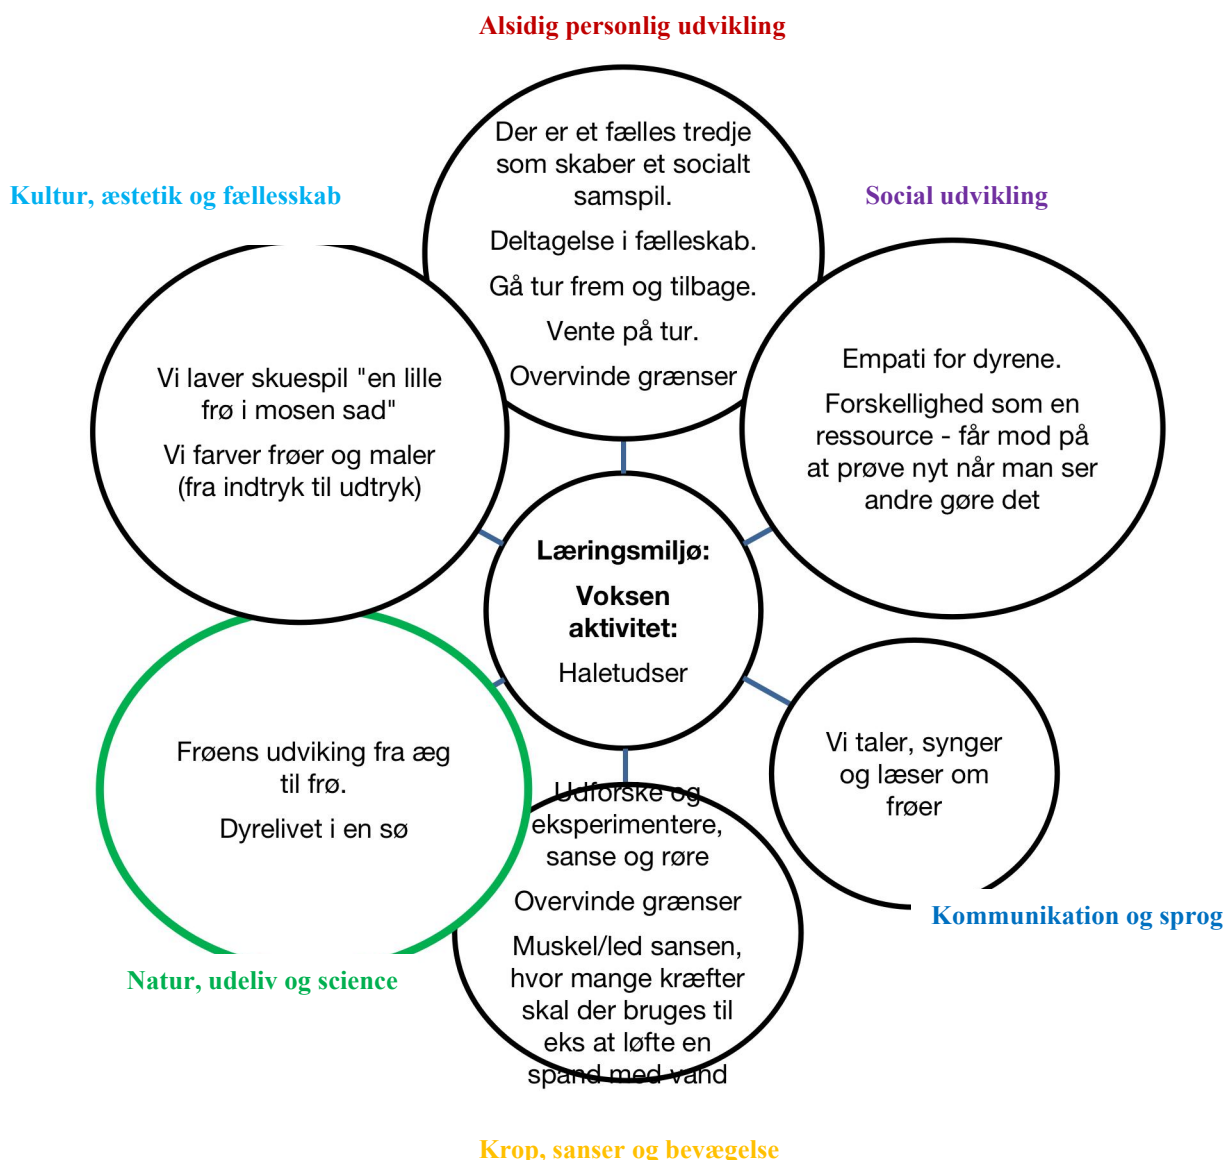 Alsidig personlig udvikling
Der er et fælles tredje
som skaber et socialt
samspil.
Deltagelse i fælleskab.
Gå tur frem og tilbage.
Vente på tur.
Overvinde grænser
Kultur, æstetik og fællesskab
Vi laver skuespil "en lille
frø i mosen sad"
Vi farver frøer og maler
(fra indtryk til udtryk)
Social udvikling
Empati for dyrene.
Forskellighed som en
ressource - får mod på
at prøve nyt når man ser
andre gøre det
Læringsmiljø:
Voksen
aktivitet:
Haletudser
Frøens udviking fra æg
til frø.
Dyrelivet i en sø
Natur, udeliv og science
Vi taler, synger
og læser om
frøer
Kommunikation og sprog
Udforske og
eksperimentere,
sanse og røre
Overvinde grænser
Muskel/led sansen,
hvor mange kræfter
skal der bruges til
eks at løfte en
spand med vand
Krop, sanser og bevægelse